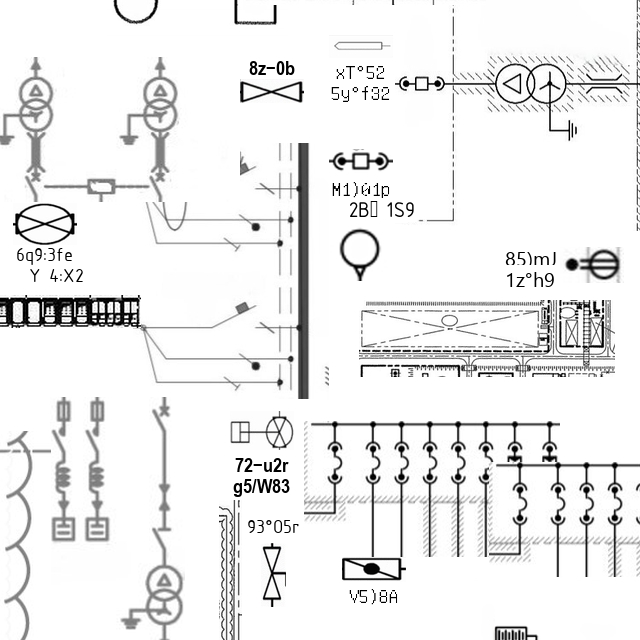 8z-0b
xT°52
5y°f32
M1)01p
2B 1S9
6q9:3fe
Y 4:X2
85)mJ
1z°h9
72-u2r
g5/W83
93°05r
V5)8A